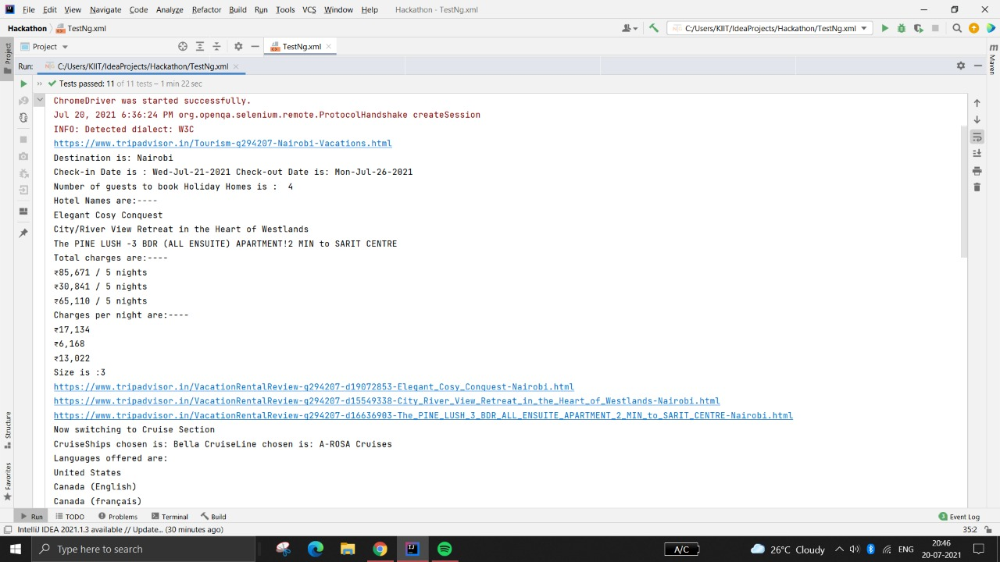 File Edit View Navigate Code Analyze Refactor Build Run Tools VCS Window Help Hackathon - TestNg.xml
Hackathon TestNg.xml C:/Users/KIIT/IdeaProjects/Hackathon/TestNg.xml
Project Project TestNg.xml
Maven
Run: C:/Users/KIIT/IdeaProjects/Hackathon/TestNg.xml
Tests passed: 11 of 11 tests – 1 min 22 sec
ChromeDriver was started successfully.
Jul 20, 2021 6:36:24 PM org.openqa.selenium.remote.ProtocolHandshake createSession
INFO: Detected dialect: W3C
https://www.tripadvisor.in/Tourism-g294207-Nairobi-Vacations.html
Destination is: Nairobi
Check-in Date is : Wed-Jul-21-2021 Check-out Date is: Mon-Jul-26-2021
Number of guests to book Holiday Homes is :  4
Hotel Names are:----
Elegant Cosy Conquest
City/River View Retreat in the Heart of Westlands
The PINE LUSH -3 BDR (ALL ENSUITE) APARTMENT!2 MIN to SARIT CENTRE
Total charges are:----
₹85,671 / 5 nights
₹30,841 / 5 nights
₹65,110 / 5 nights
Charges per night are:----
₹17,134
₹6,168
₹13,022
Size is :3
https://www.tripadvisor.in/VacationRentalReview-g294207-d19072853-Elegant_Cosy_Conquest-Nairobi.html
https://www.tripadvisor.in/VacationRentalReview-g294207-d15549338-City_River_View_Retreat_in_the_Heart_of_Westlands-Nairobi.html
https://www.tripadvisor.in/VacationRentalReview-g294207-d16636903-The_PINE_LUSH_3_BDR_ALL_ENSUITE_APARTMENT_2_MIN_to_SARIT_CENTRE-Nairobi.html
Now switching to Cruise Section
CruiseShips chosen is: Bella CruiseLine chosen is: A-ROSA Cruises
Languages offered are:
United States
Canada (English)
Canada (français)
Structure
Favorites
Run TODO Problems Terminal Build 3 Event Log
IntelliJ IDEA 2021.1.3 available // Update... (30 minutes ago) 35:2
Type here to search A/C 26°C Cloudy ENG 20:46
20-07-2021